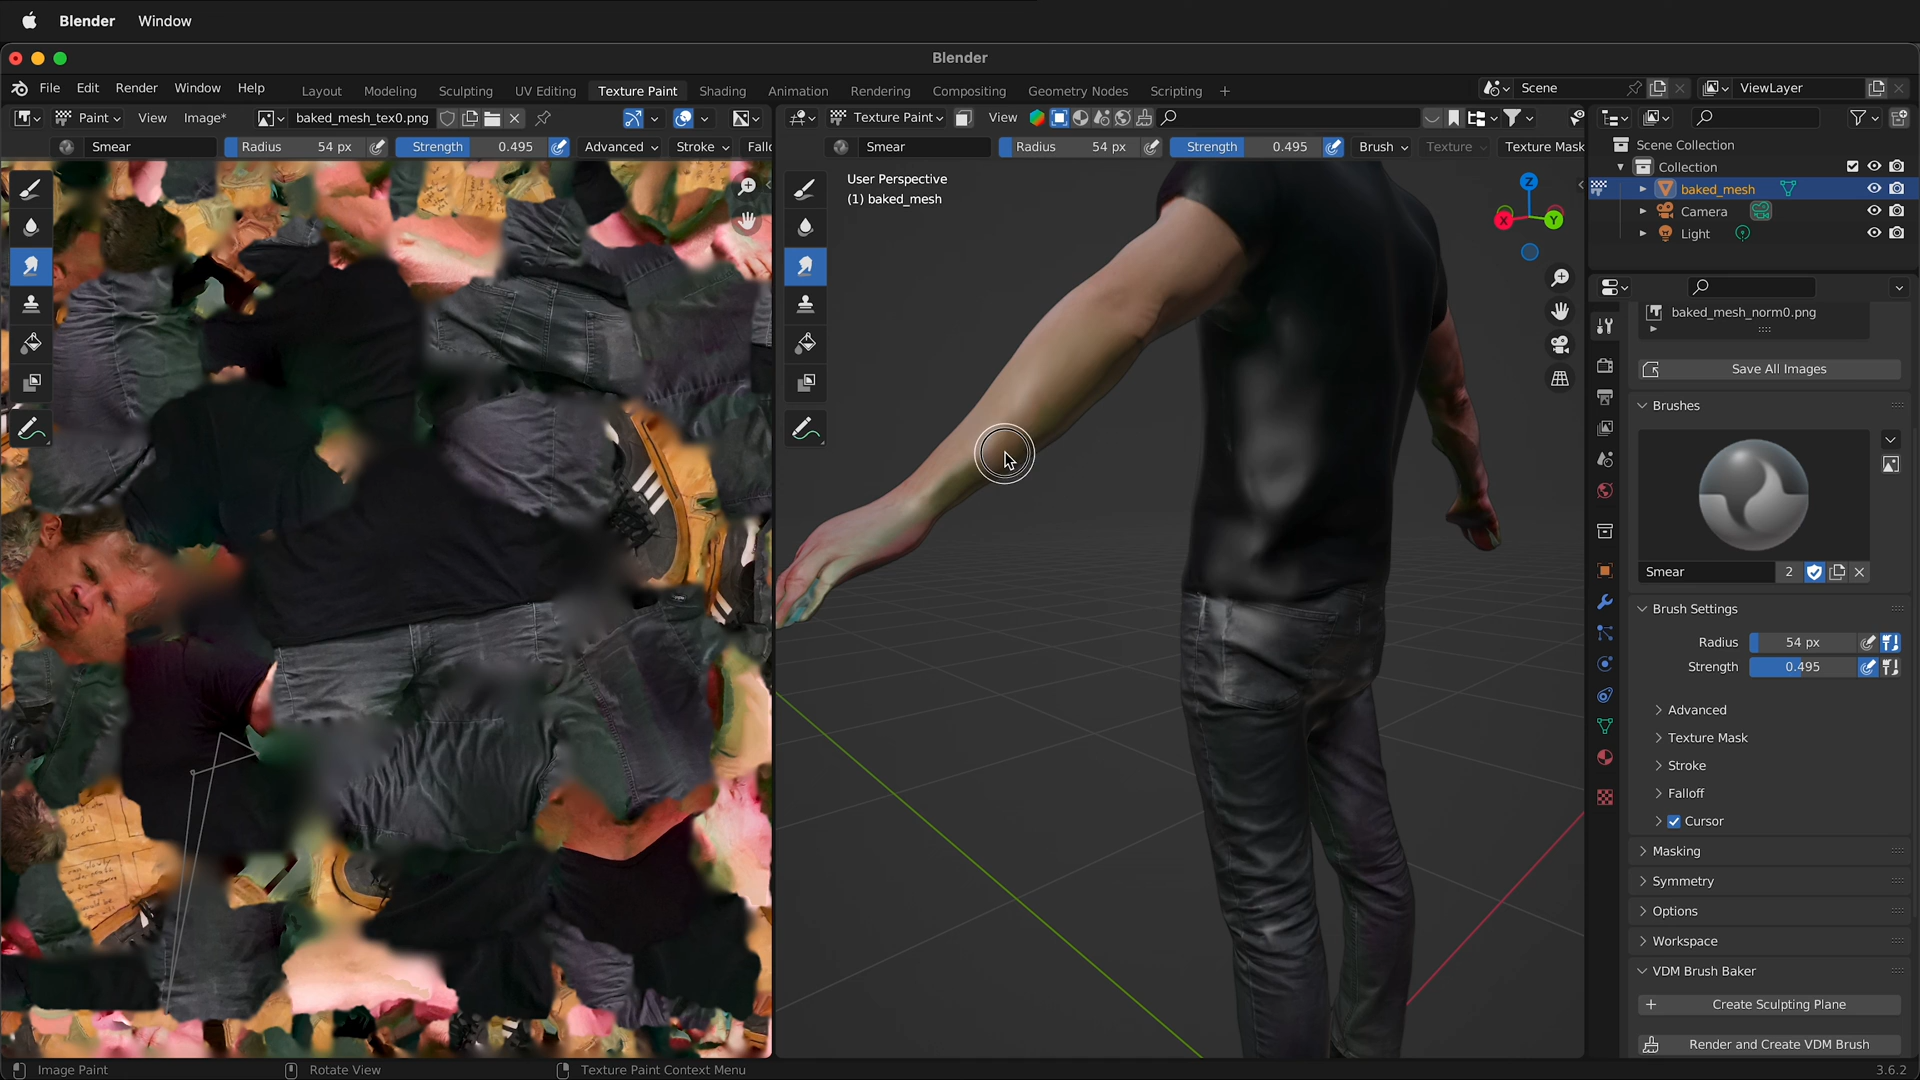 Blender Window
Blender
File Edit Render Window Help Layout Modeling Sculpting UV Editing Texture Paint Shading Animation Rendering Compositing Geometry Nodes Scripting + Scene ViewLayer
Paint View Image* baked_mesh_tex0.png Texture Paint View
Smear Radius 54 px Strength 0.495 Advanced Stroke Fallo Smear Radius 54 px Strength 0.495 Brush Texture Texture Mask
Scene Collection
Collection
baked_mesh
Camera
Light
User Perspective
(1) baked_mesh
Z
X
Y
baked_mesh_norm0.png
Save All Images
Brushes
Smear 2
Brush Settings
Radius 54 px
Strength 0.495
Advanced
Texture Mask
Stroke
Falloff
Cursor
Masking
Symmetry
Options
Workspace
VDM Brush Baker
Create Sculpting Plane
Render and Create VDM Brush
Image Paint Rotate View Texture Paint Context Menu 3.6.2